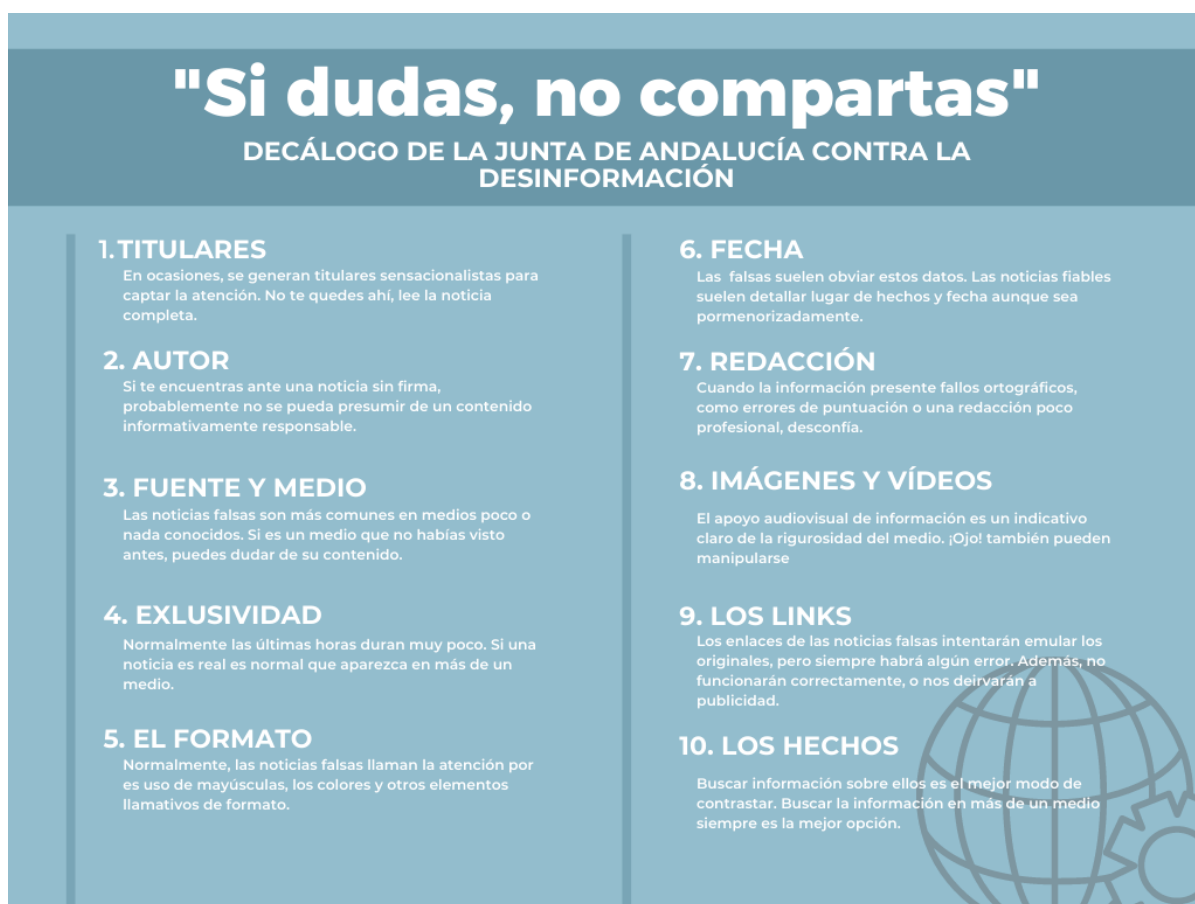 "Si dudas, no compartas"
DECÁLOGO DE LA JUNTA DE ANDALUCÍA CONTRA LA
DESINFORMACIÓN
1.TITULARES
En ocasiones, se generan titulares sensacionalistas para
captar la atención. No te quedes ahí, lee la noticia
completa.
2. AUTOR
Si te encuentras ante una noticia sin firma,
probablemente no se pueda presumir de un contenido
informativamente responsable.
3. FUENTE Y MEDIO
Las noticias falsas son más comunes en medios poco o
nada conocidos. Si es un medio que no habías visto
antes, puedes dudar de su contenido.
4. EXLUSIVIDAD
Normalmente las últimas horas duran muy poco. Si una
noticia es real es normal que aparezca en más de un
medio.
5. EL FORMATO
Normalmente, las noticias falsas llaman la atención por
es uso de mayúsculas, los colores y otros elementos
llamativos de formato.
6. FECHA
Las falsas suelen obviar estos datos. Las noticias fiables
suelen detallar lugar de hechos y fecha aunque sea
pormenorizadamente.
7. REDACCIÓN
Cuando la información presente fallos ortográficos,
como errores de puntuación o una redacción poco
profesional, desconfía.
8. IMÁGENES Y VÍDEOS
El apoyo audiovisual de información es un indicativo
claro de la rigurosidad del medio. ¡Ojo! también pueden
manipularse
9. LOS LINKS
Los enlaces de las noticias falsas intentarán emular los
originales, pero siempre habrá algún error. Además, no
funcionarán correctamente, o nos deirvarán a
publicidad.
10. LOS HECHOS
Buscar información sobre ellos es el mejor modo de
contrastar. Buscar la información en más de un medio
siempre es la mejor opción.